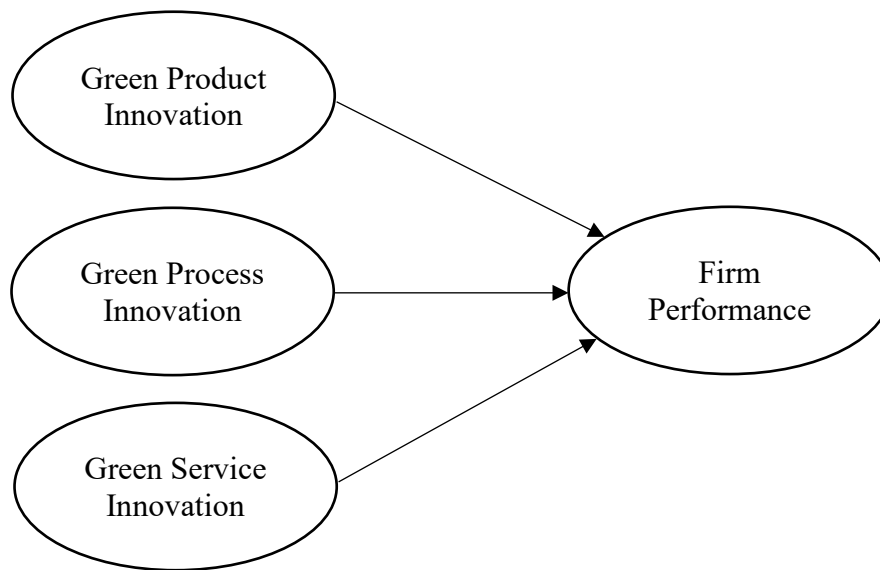 Green Product
Innovation
Green Process
Innovation
Firm
Performance
Green Service
Innovation